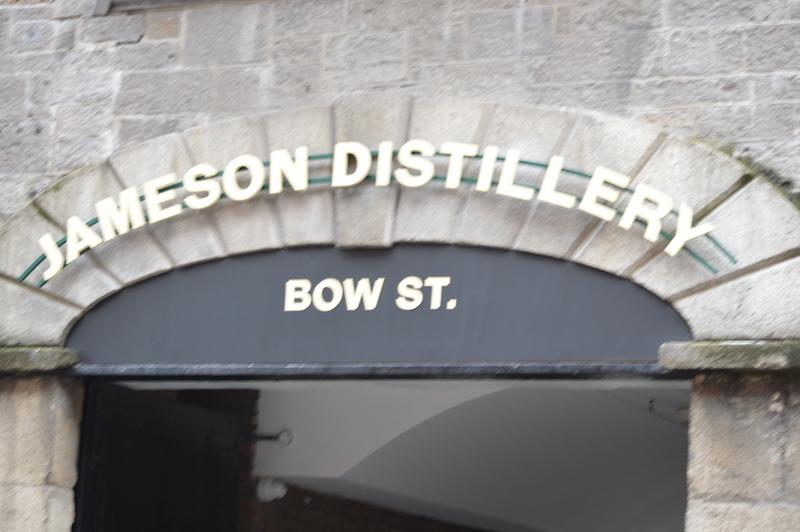 JAMESON DISTILLERY
BOW ST.